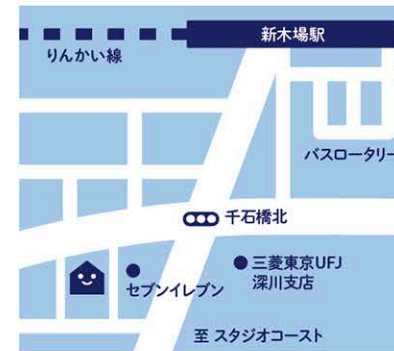 新木場駅
りんかい線
バスロータリー
千石橋北
三菱東京UFJ
深川支店
セブンイレブン
至 スタジオコースト